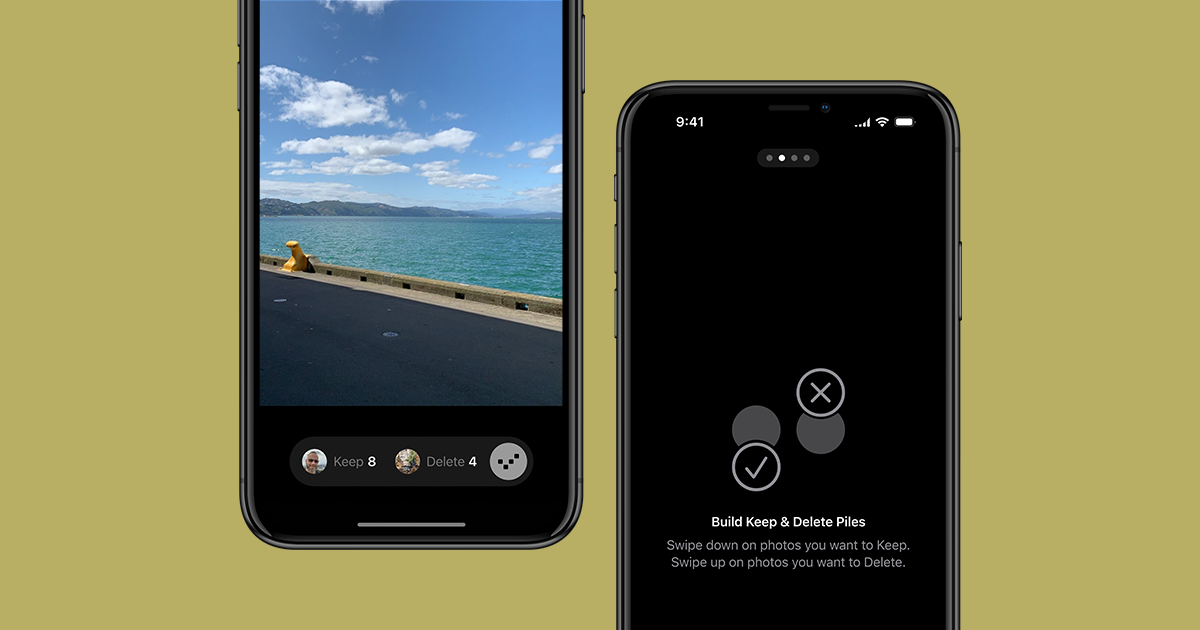 Keep 8
Delete 4
9:41
Build Keep & Delete Piles
Swipe down on photos you want to Keep.
Swipe up on photos you want to Delete.